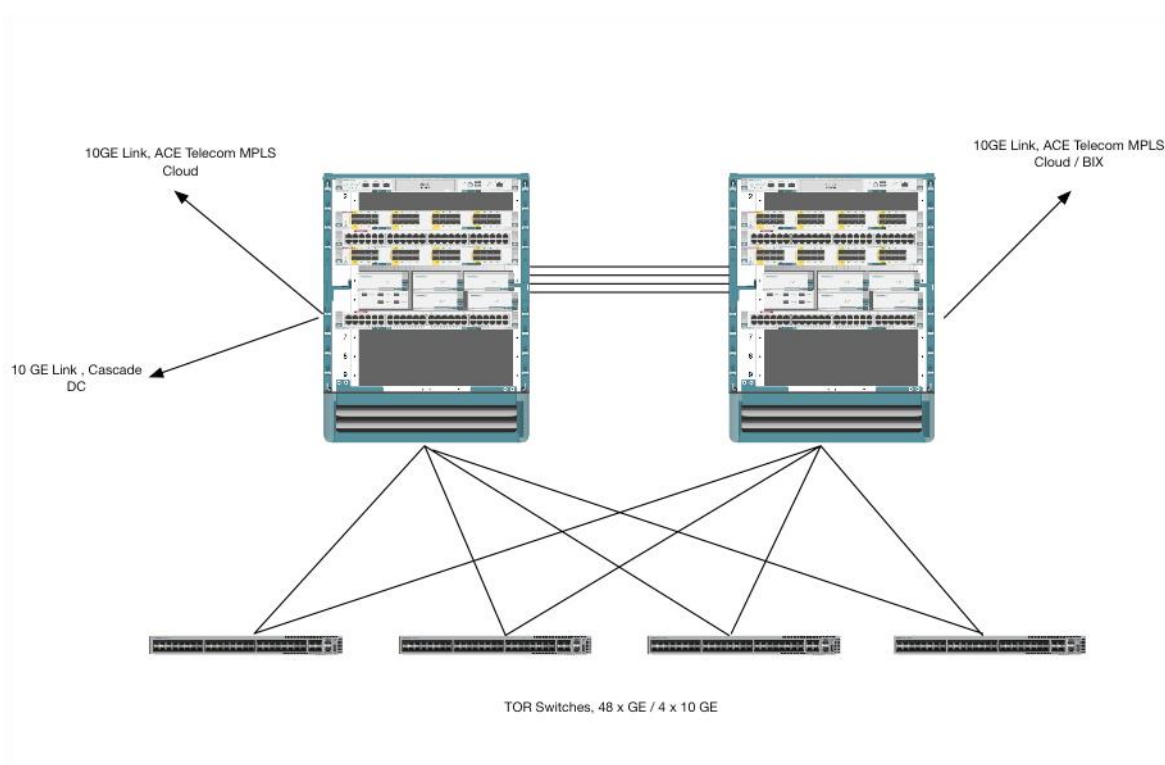 10GE Link, ACE Telecom MPLS
Cloud
10GE Link, ACE Telecom MPLS
Cloud / BIX
10 GE Link , Cascade
DC
TOR Switches, 48 x GE / 4 x 10 GE